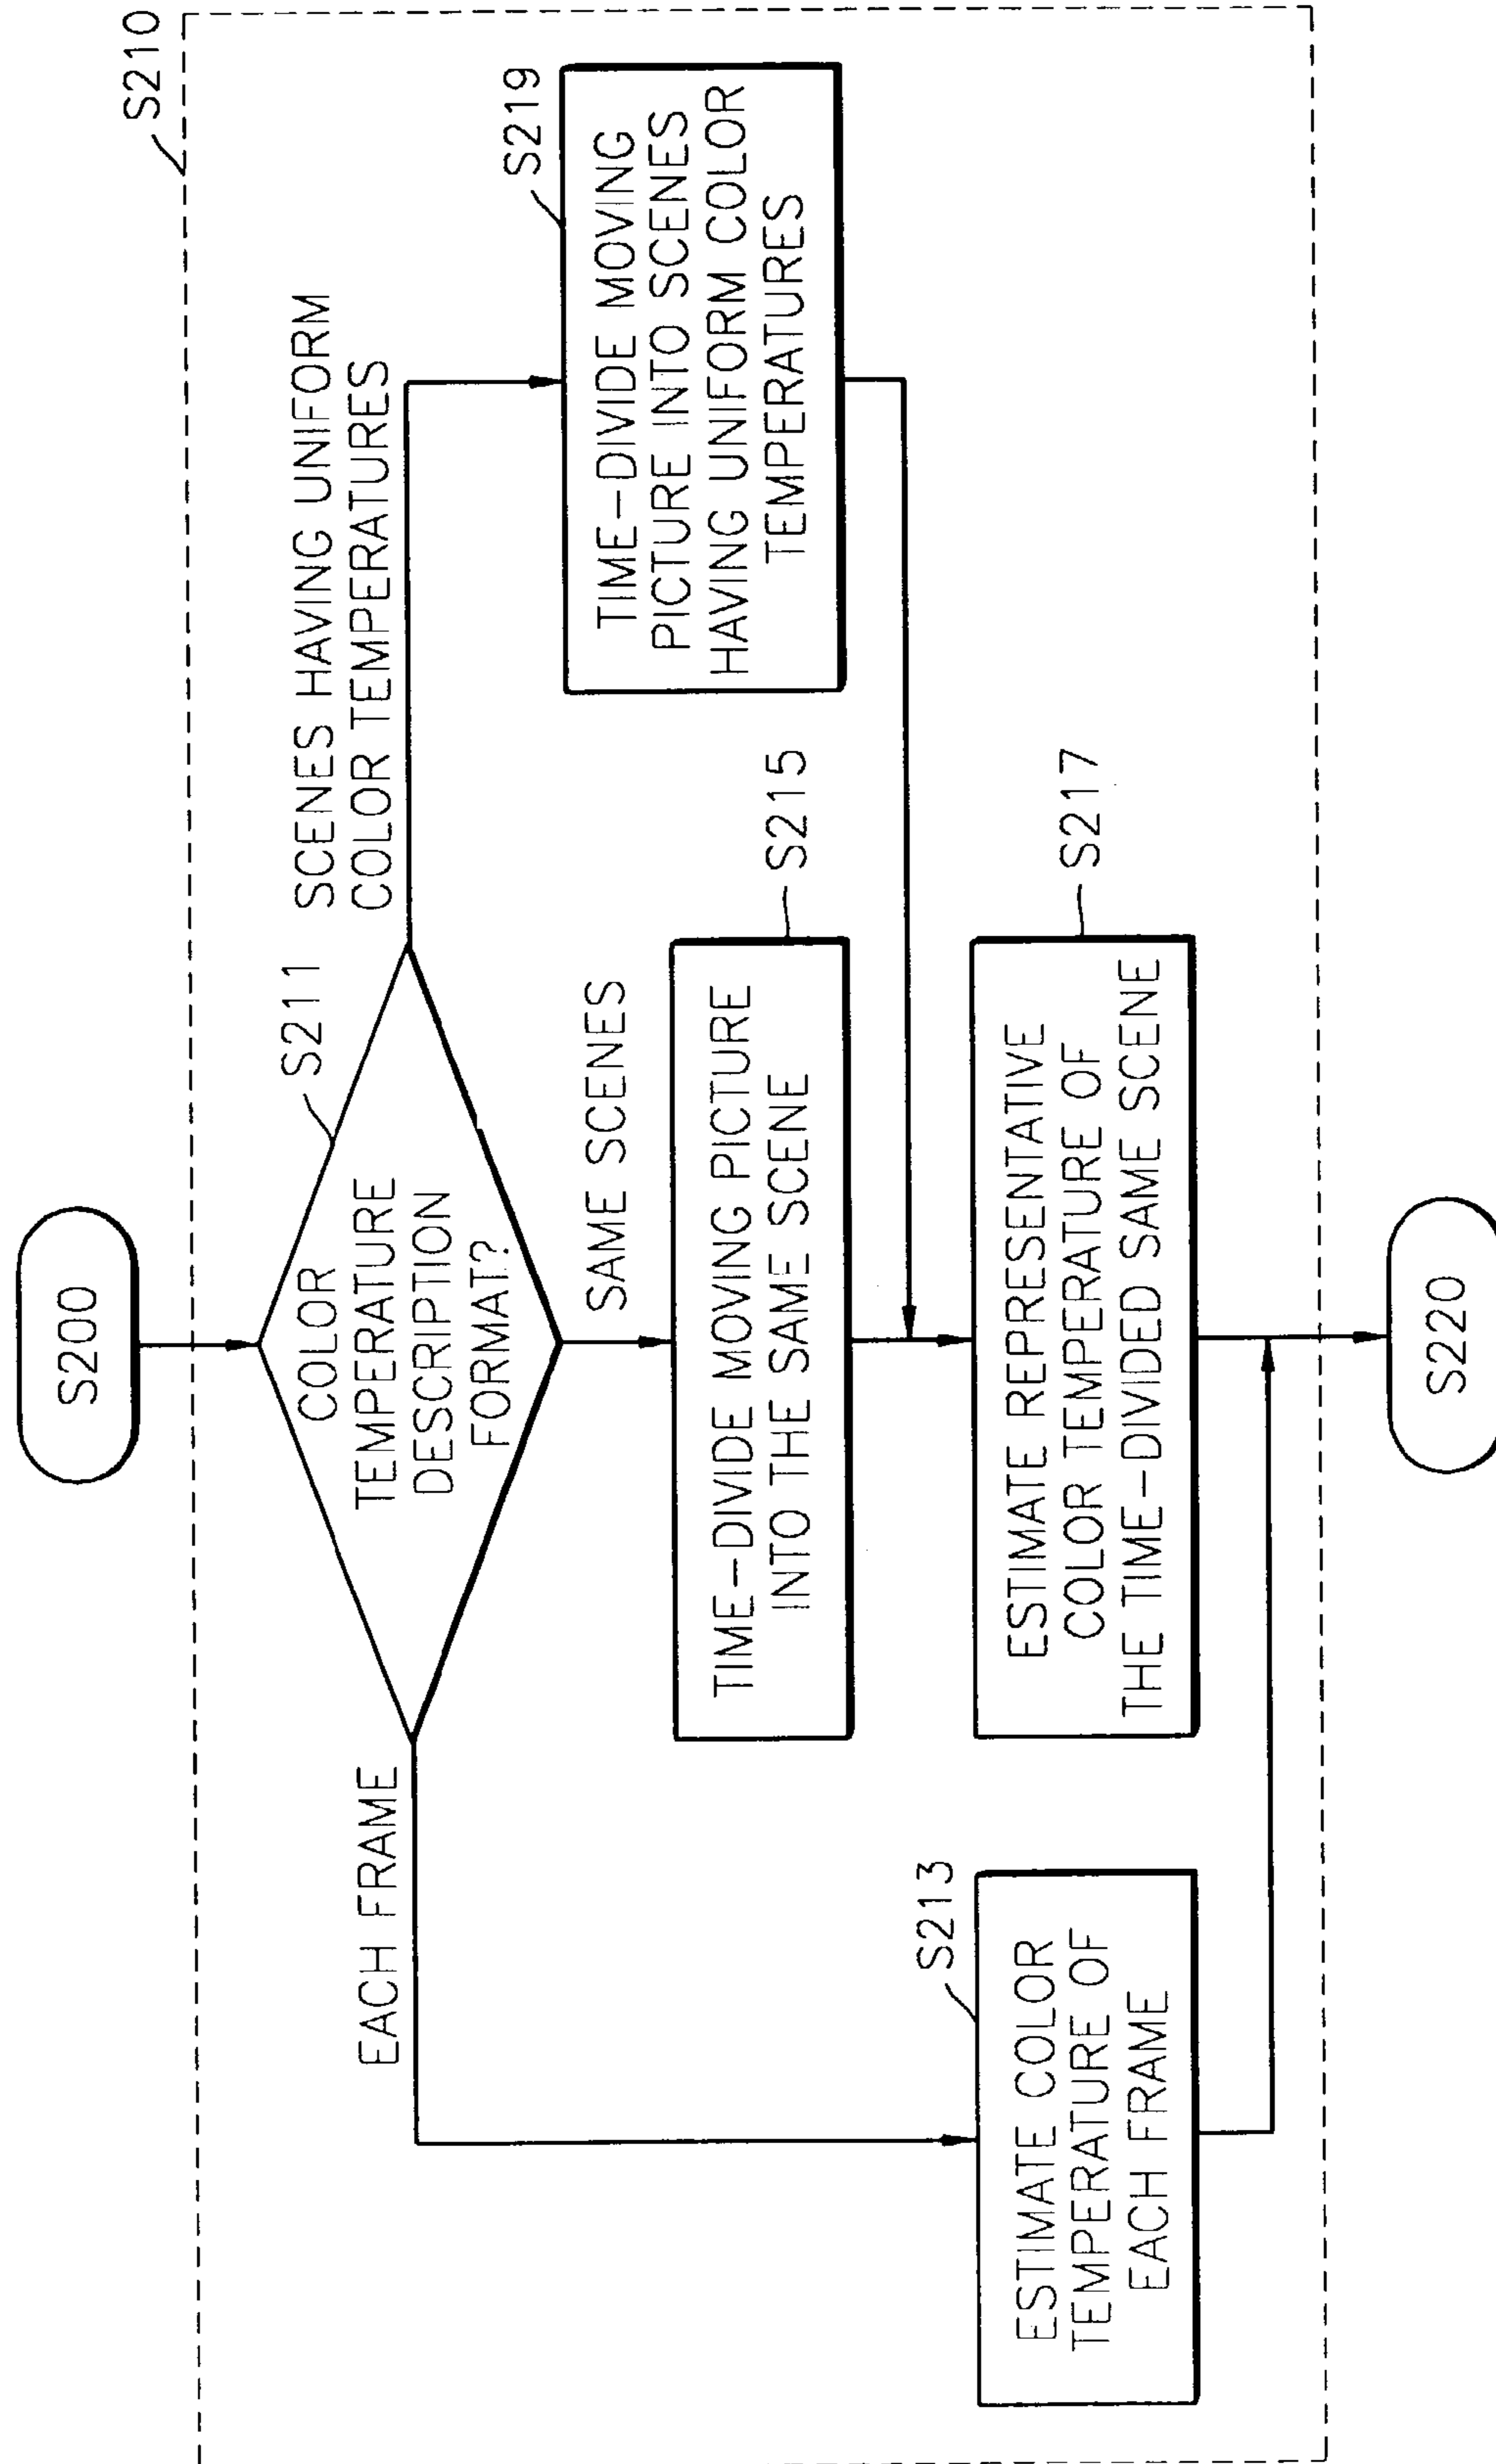 S200
S210
COLOR
TEMPERATURE
DESCRIPTION
FORMAT?
S211
EACH FRAME
SAME SCENES
SCENES HAVING UNIFORM
COLOR TEMPERATURES
TIME-DIVIDE MOVING
PICTURE INTO SCENES
HAVING UNIFORM COLOR
TEMPERATURES
S219
TIME-DIVIDE MOVING PICTURE
INTO THE SAME SCENE
S215
ESTIMATE COLOR
TEMPERATURE OF
EACH FRAME
S213
ESTIMATE REPRESENTATIVE
COLOR TEMPERATURE OF
THE TIME-DIVIDED SAME SCENE
S217
S220